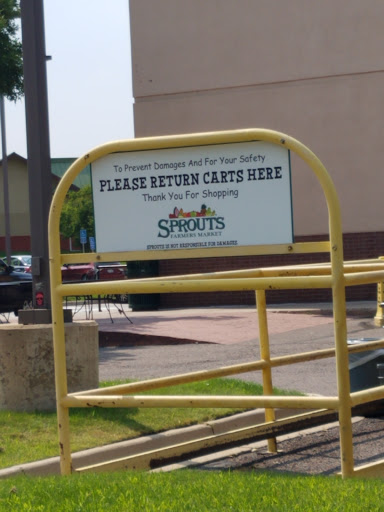 To Prevent Damages And For Your Safety
PLEASE RETURN CARTS HERE
Thank You For Shopping
SPROUTS
FARMERS MARKET
SPROUTS IS NOT RESPONSIBLE FOR DAMAGES